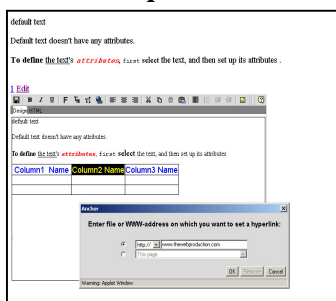 default text
Default text doesn't have any attributes.
To define the text's attributes, first select the text, and then set up its attributes .
1 Edit
B I U F
Design HTML
default text
Default text doesn't have any attributes.
To define the text's attributes, first select the text, and then set up its attributes
Column1 Name Column2 Name Column3 Name
Anchor
Enter file or WWW-address on which you want to set a hyperlink:
http:// www.thewebproduction.com
This page
OK Remove Cancel
Warning: Applet Window